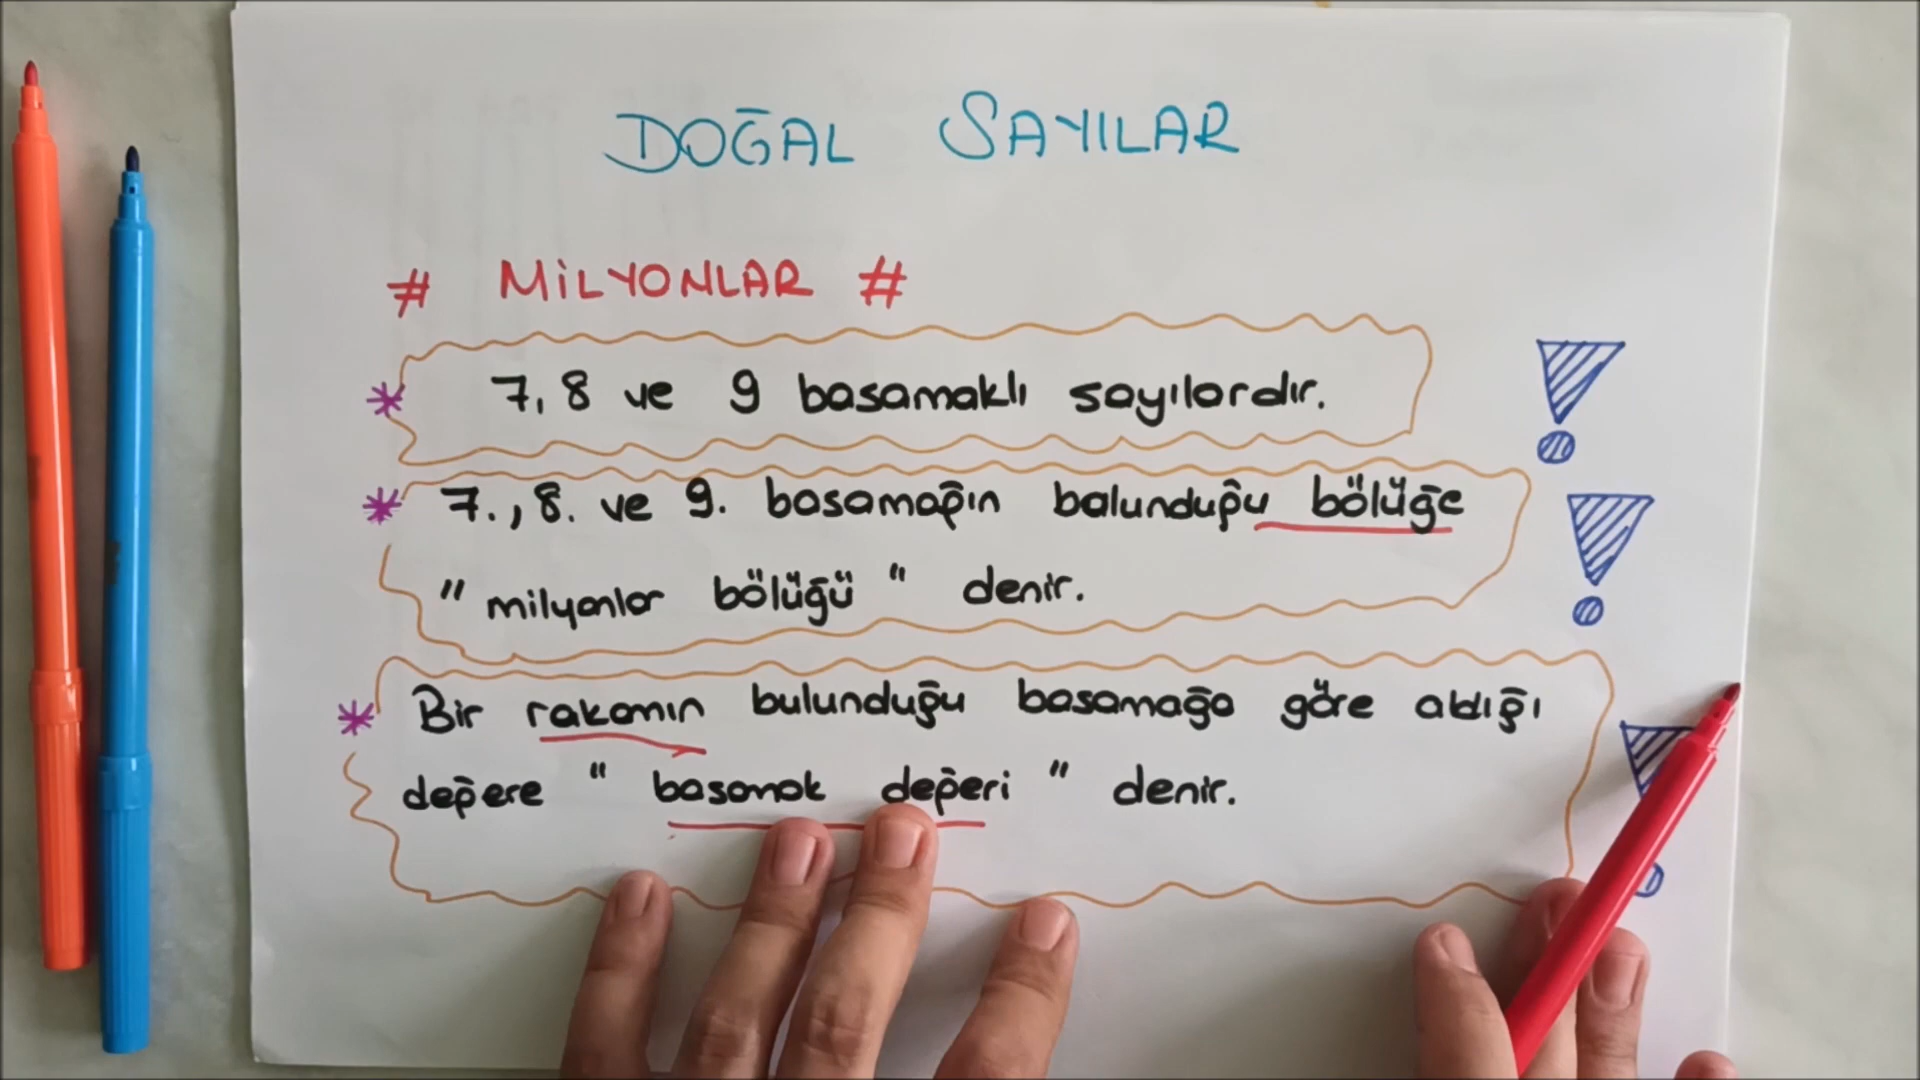 DOĞAL SAYILAR
# MİLYONLAR #
* 7, 8 ve 9 basamaklı sayılardır.
* 7., 8. ve 9. basamağın balunduğu bölüğe
" milyonlar bölüğü " denir.
* Bir rakamın bulunduğu basamağa göre aldığı
değere " basamak değeri " denir.